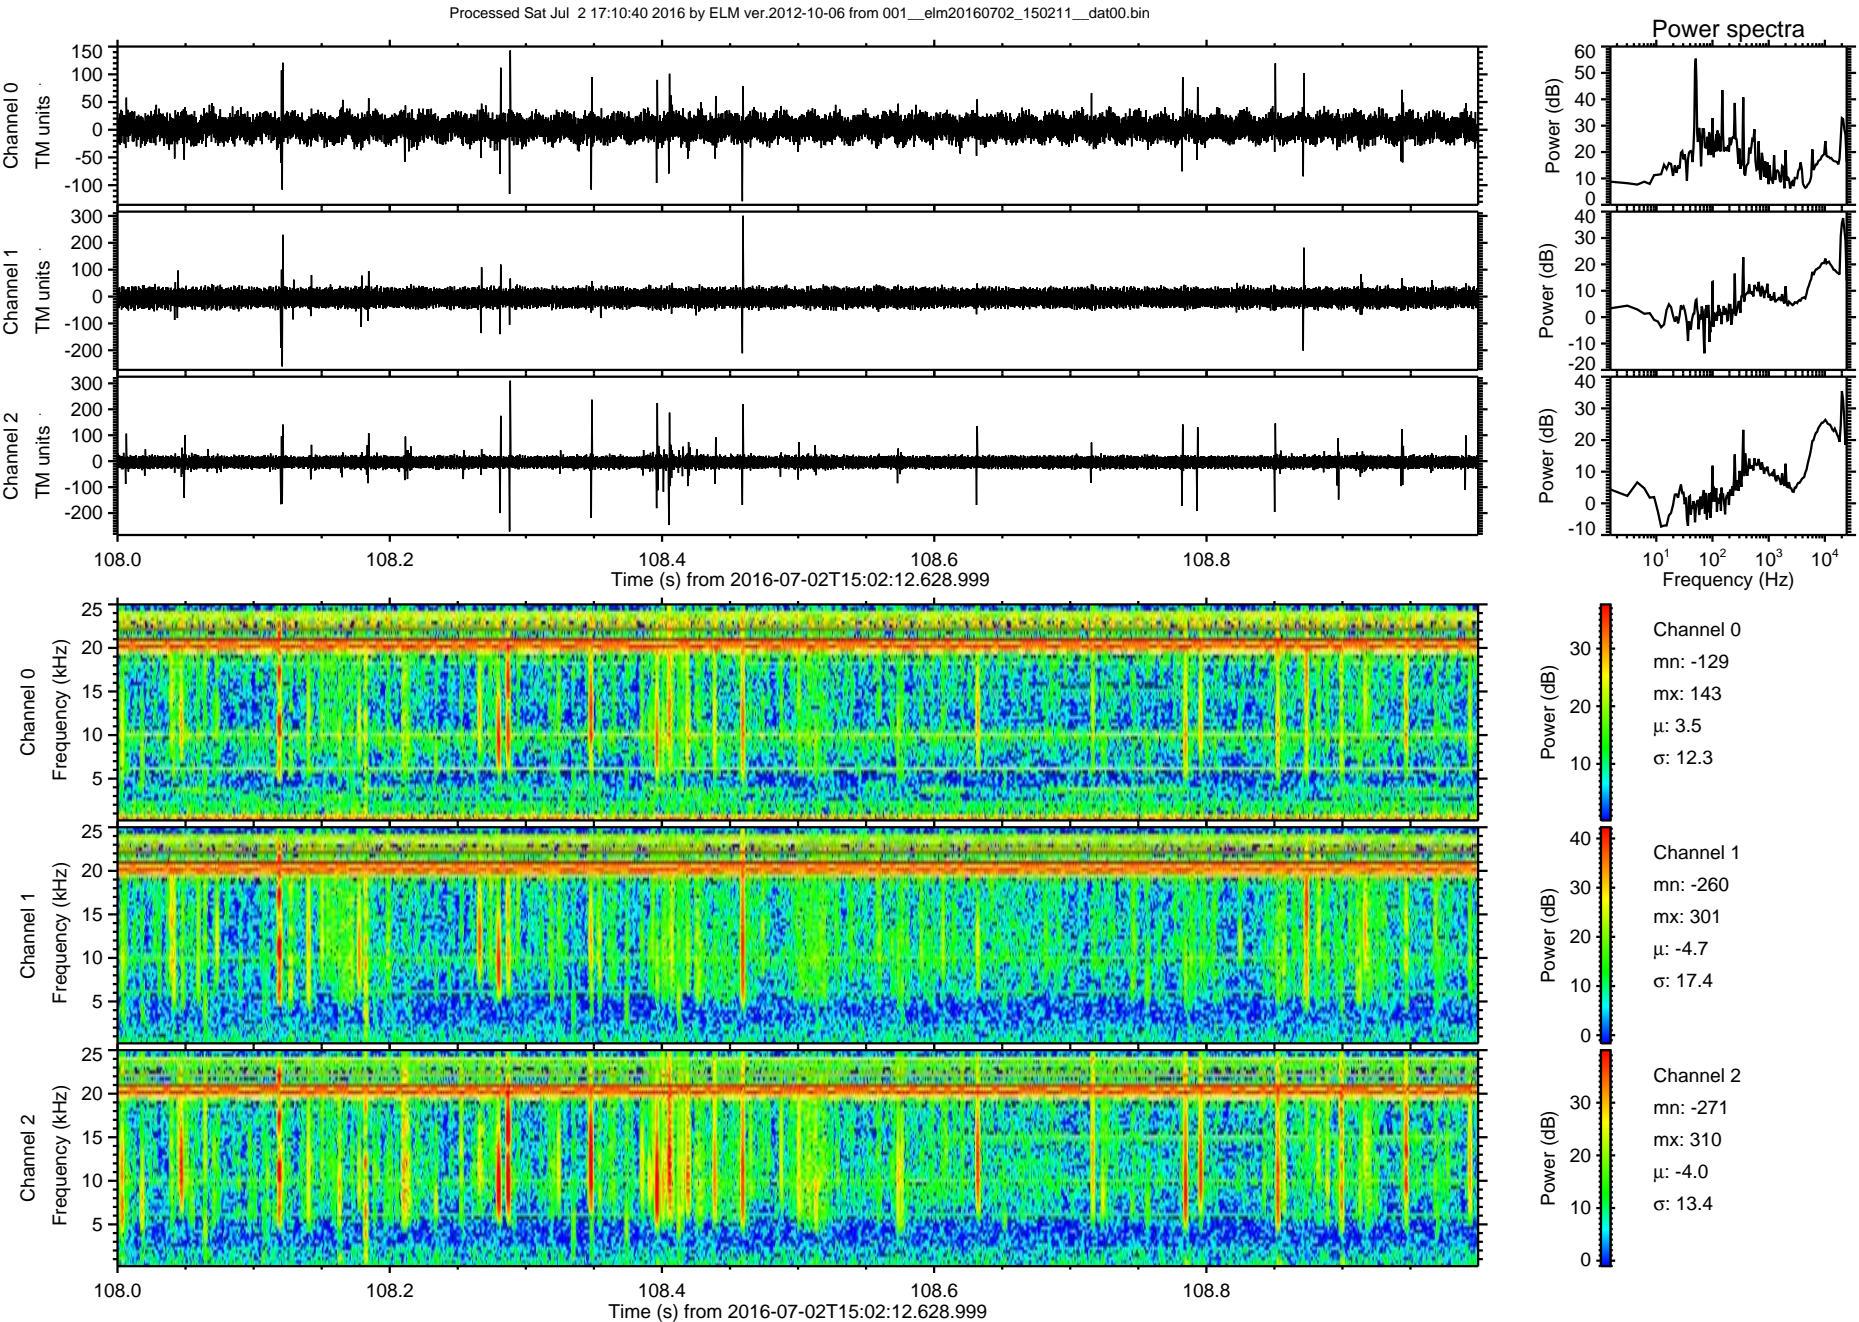 Processed Sat Jul  2 17:10:40 2016 by ELM ver.2012-10-06 from 001__elm20160702_150211__dat00.bin
Power spectra
Channel 0
TM units
150
100
50
0
-50
-100
Power (dB)
60
50
40
30
20
10
0
Channel 1
TM units
300
200
100
0
-100
-200
Power (dB)
40
30
20
10
0
-10
-20
Channel 2
TM units
300
200
100
0
-100
-200
Power (dB)
40
30
20
10
0
-10
108.0 108.2 108.4 108.6 108.8
Time (s) from 2016-07-02T15:02:12.628.999
10¹ 10² 10³ 10⁴
Frequency (Hz)
Channel 0
Frequency (kHz)
25
20
15
10
5
Power (dB)
30
20
10
Channel 0
mn: -129
mx: 143
μ: 3.5
σ: 12.3
Channel 1
Frequency (kHz)
25
20
15
10
5
Power (dB)
40
30
20
10
0
Channel 1
mn: -260
mx: 301
μ: -4.7
σ: 17.4
Channel 2
Frequency (kHz)
25
20
15
10
5
Power (dB)
30
20
10
0
Channel 2
mn: -271
mx: 310
μ: -4.0
σ: 13.4
108.0 108.2 108.4 108.6 108.8
Time (s) from 2016-07-02T15:02:12.628.999